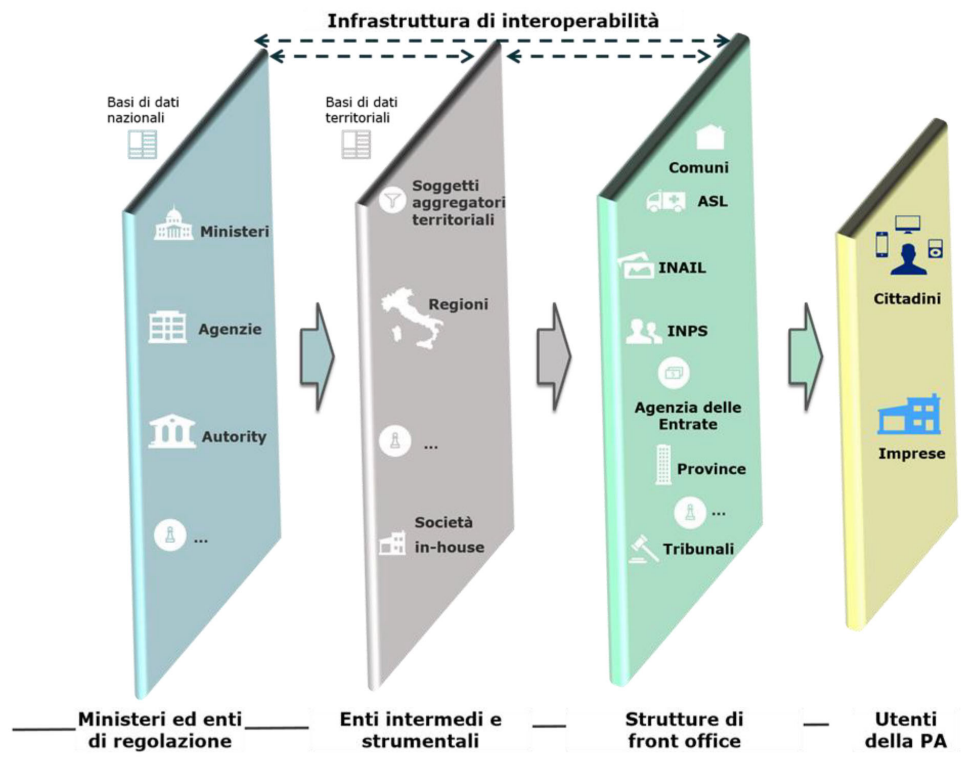 Infrastruttura di interoperabilità
Basi di dati
nazionali
Ministeri
Agenzie
Autority
...
Basi di dati
territoriali
Soggetti
aggregatori
territoriali
Regioni
...
Società
in-house
Comuni
ASL
INAIL
INPS
Agenzia delle
Entrate
Province
...
Tribunali
Cittadini
Imprese
Ministeri ed enti
di regolazione
Enti intermedi e
strumentali
Strutture di
front office
Utenti
della PA